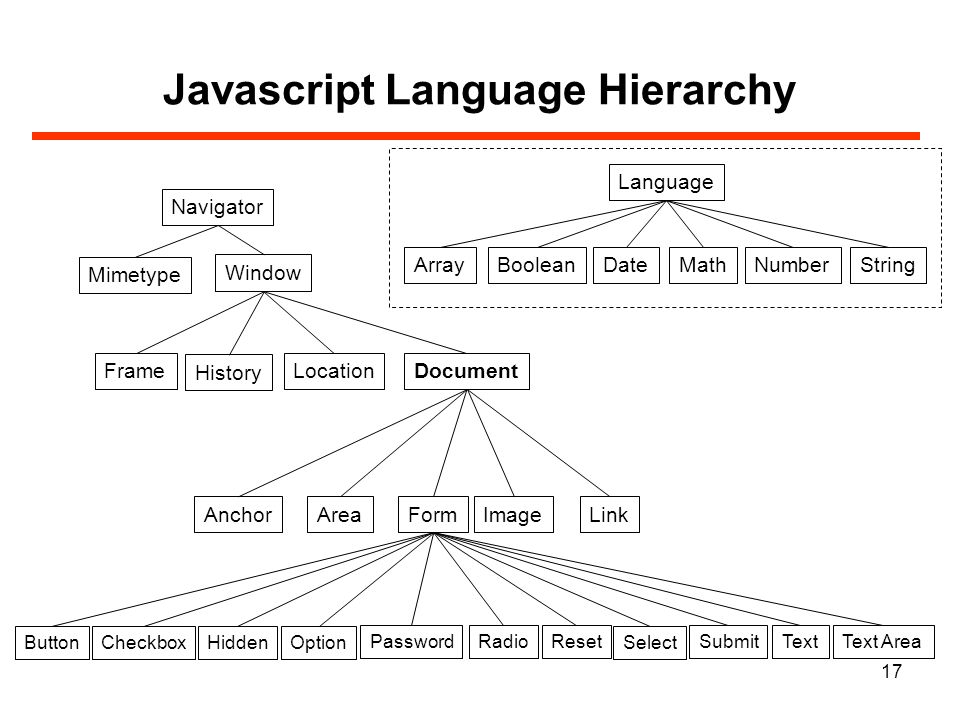 Javascript Language Hierarchy
Language
Navigator
Array Boolean Date Math Number String
Mimetype Window
Frame History Location Document
Anchor Area Form Image Link
Button Checkbox Hidden Option Password Radio Reset Select Submit Text Text Area
17